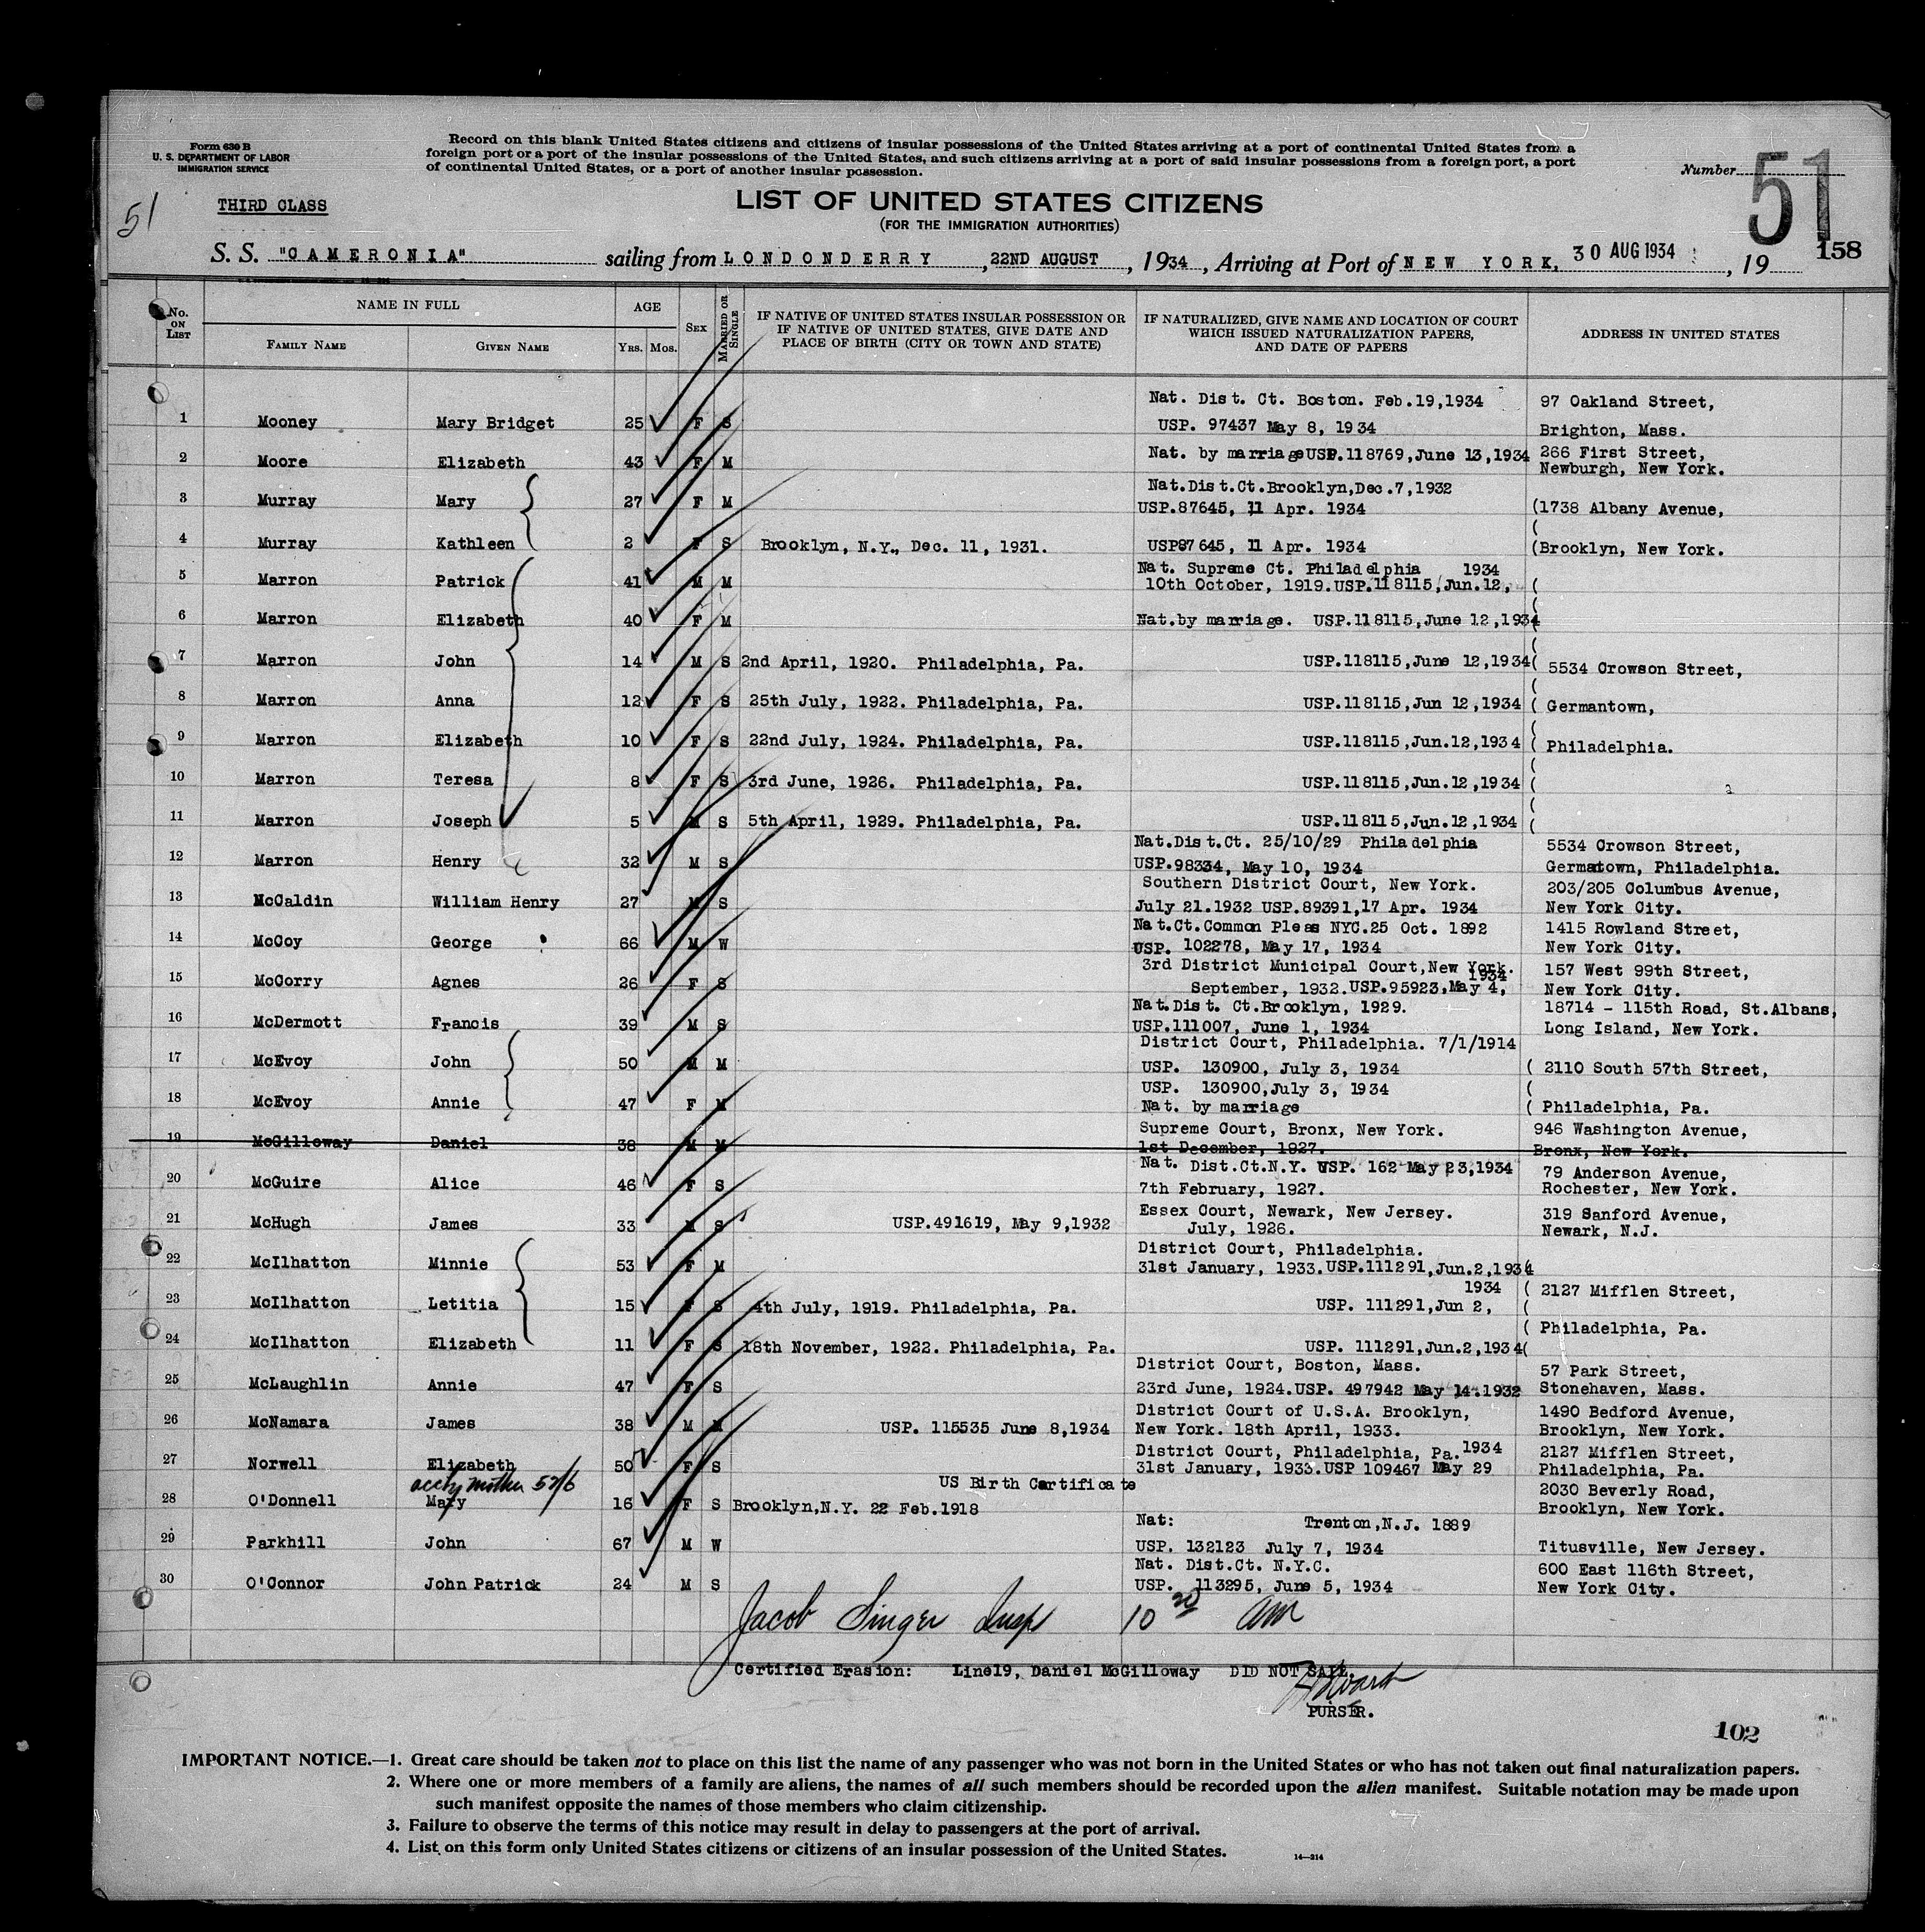 Form 630 B
U. S. DEPARTMENT OF LABOR
IMMIGRATION SERVICE
Record on this blank United States citizens and citizens of insular possessions of the United States arriving at a port of continental United States from a
foreign port or a port of the insular possessions of the United States, and such citizens arriving at a port of said insular possessions from a foreign port, a port
of continental United States, or a port of another insular possession.
Number 51
51
THIRD CLASS
LIST OF UNITED STATES CITIZENS
(FOR THE IMMIGRATION AUTHORITIES)
158
S. S. "CAMERONIA" sailing from LONDONDERRY, 22ND AUGUST, 1934, Arriving at Port of NEW YORK, 30 AUG 1934, 19
No. ON LIST NAME IN FULL FAMILY NAME GIVEN NAME AGE YRS. MOS. SEX MARRIED OR SINGLE IF NATIVE OF UNITED STATES INSULAR POSSESSION OR IF NATIVE OF UNITED STATES, GIVE DATE AND PLACE OF BIRTH (CITY OR TOWN AND STATE) IF NATURALIZED, GIVE NAME AND LOCATION OF COURT WHICH ISSUED NATURALIZATION PAPERS, AND DATE OF PAPERS ADDRESS IN UNITED STATES
1 Mooney Mary Bridget 25 F S Nat. Dist. Ct. Boston. Feb.19,1934 97 Oakland Street,
USP. 97437 May 8, 1934 Brighton, Mass.
2 Moore Elizabeth 43 F M Nat. by marriage USP.118769,June 13,1934 266 First Street,
Newburgh, New York.
3 Murray Mary 27 F M Nat.Dist.Ct.Brooklyn,Dec.7,1932
USP.87645, 11 Apr. 1934 (1738 Albany Avenue,
4 Murray Kathleen 2 F S Brooklyn, N.Y., Dec. 11, 1931. USP87645, 11 Apr. 1934 (Brooklyn, New York.
5 Marron Patrick 41 M M Nat. Supreme Ct. Philadelphia 1934
10th October, 1919.USP.118115,Jun.12, (
6 Marron Elizabeth 40 F M Nat.by marriage. USP.118115,June 12,1934
7 Marron John 14 M S 2nd April, 1920. Philadelphia, Pa. USP.118115,June 12,1934( 5534 Crowson Street,
8 Marron Anna 12 F S 25th July, 1922. Philadelphia, Pa. USP.118115,Jun 12,1934 ( Germantown,
9 Marron Elizabeth 10 F S 22nd July, 1924. Philadelphia, Pa. USP.118115,Jun.12,1934 ( Philadelphia.
10 Marron Teresa 8 F S 3rd June, 1926. Philadelphia, Pa. USP.118115,Jun.12,1934 (
11 Marron Joseph 5 M S 5th April, 1929. Philadelphia, Pa. USP.118115,Jun.12,1934 (
12 Marron Henry 32 M S Nat.Dist.Ct. 25/10/29 Philadelphia 5534 Crowson Street,
USP.98334, May 10, 1934 Germatown, Philadelphia.
13 McCaldin William Henry 27 M S Southern District Court, New York. 203/205 Columbus Avenue,
July 21.1932 USP.89391,17 Apr. 1934 New York City.
14 McCoy George 66 M W Nat.Ct.Common Pleas NYC.25 Oct. 1892 1415 Rowland Street,
USP. 102278, May 17, 1934 New York City.
15 McCorry Agnes 26 F S 3rd District Municipal Court,New York. 157 West 99th Street,
September, 1932.USP.95923,May 4, 1934 New York City.
16 McDermott Francis 39 M S Nat.Dist. Ct.Brooklyn, 1929. 18714 - 115th Road, St.Albans,
USP.111007, June 1, 1934 Long Island, New York.
17 McEvoy John 50 M M District Court, Philadelphia. 7/1/1914
USP. 130900, July 3, 1934 ( 2110 South 57th Street,
18 McEvoy Annie 47 F M USP. 130900,July 3, 1934 (
Nat. by marriage ( Philadelphia, Pa.
19 McGilloway Daniel 38 M M Supreme Court, Bronx, New York. 946 Washington Avenue,
1st December, 1927. Bronx, New York.
20 McGuire Alice 46 F S Nat. Dist.Ct.N.Y. USP. 162 May 23,1934 79 Anderson Avenue,
7th February, 1927. Rochester, New York.
21 McHugh James 33 M S USP.491619, May 9,1932 Essex Court, Newark, New Jersey. 319 Sanford Avenue,
July, 1926. Newark, N.J.
22 McIlhatton Minnie 53 F M District Court, Philadelphia.
31st January, 1933.USP.111291,Jun.2,1934
23 McIlhatton Letitia 15 F S 4th July, 1919. Philadelphia, Pa. USP. 111291,Jun 2, 1934 ( 2127 Mifflen Street,
( Philadelphia, Pa.
24 McIlhatton Elizabeth 11 F S 18th November, 1922. Philadelphia, Pa. USP. 111291,Jun.2,1934(
25 McLaughlin Annie 47 F S District Court, Boston, Mass. 57 Park Street,
23rd June, 1924.USP. 497942 May 14.1932 Stonehaven, Mass.
26 McNamara James 38 M M USP. 115535 June 8,1934 District Court of U.S.A. Brooklyn, 1490 Bedford Avenue,
New York. 18th April, 1933. Brooklyn, New York.
27 Norwell Elizabeth 50 F S District Court, Philadelphia, Pa. 1934 2127 Mifflen Street,
31st January, 1933.USP 109467 May 29 Philadelphia, Pa.
accby mother 57/6
28 O'Donnell Mary 16 F S US Birth Certificate 2030 Beverly Road,
Brooklyn,N.Y. 22 Feb.1918 Brooklyn, New York.
29 Parkhill John 67 M W Nat: Trenton,N.J. 1889
USP. 132123 July 7, 1934 Titusville, New Jersey.
30 O'Connor John Patrick 24 M S Nat. Dist.Ct. N.Y.C. 600 East 116th Street,
USP. 113295, June 5, 1934 New York City.
Jacob Singer Insp 10 20 am
Certified Erasion: Line19, Daniel McGilloway DID NOT SAIL.
PURSER.
102
IMPORTANT NOTICE.—1. Great care should be taken not to place on this list the name of any passenger who was not born in the United States or who has not taken out final naturalization papers.
2. Where one or more members of a family are aliens, the names of all such members should be recorded upon the alien manifest. Suitable notation may be made upon
such manifest opposite the names of those members who claim citizenship.
3. Failure to observe the terms of this notice may result in delay to passengers at the port of arrival.
4. List on this form only United States citizens or citizens of an insular possession of the United States.
14—214